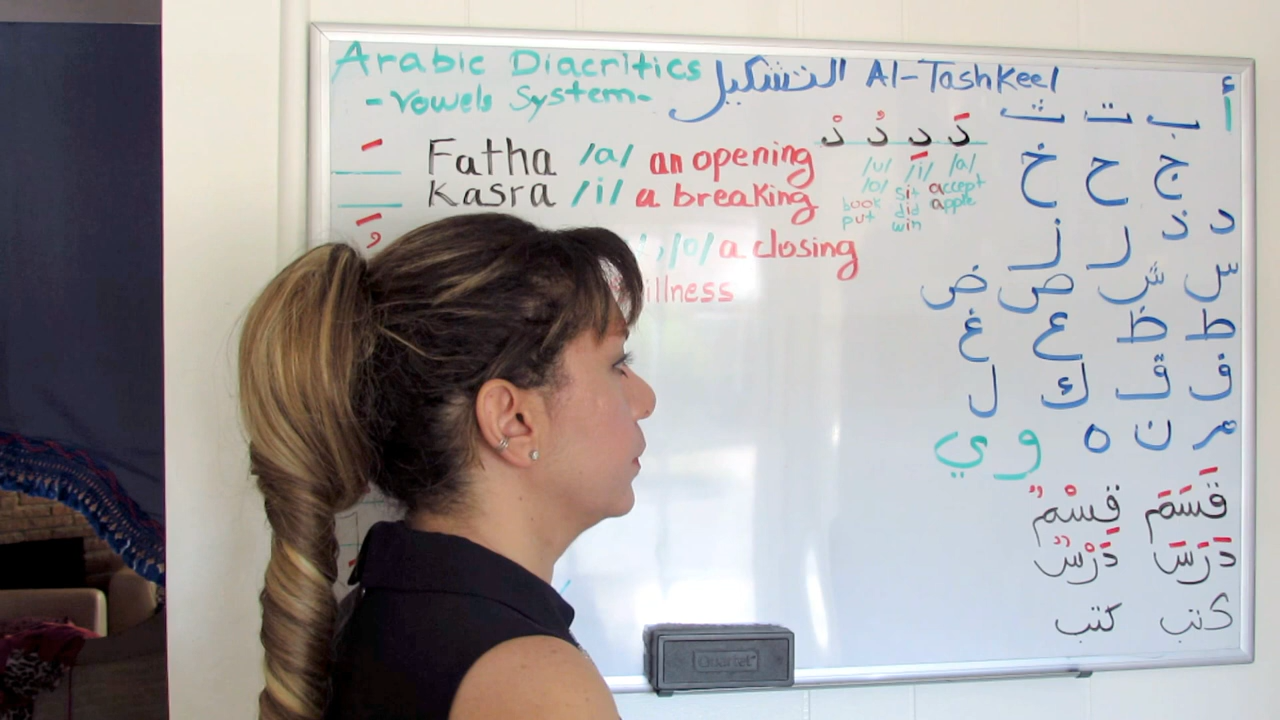 Arabic Diacritics التشكيل Al-Tashkeel
- Vowels System-
Fatha /a/ an opening
Kasra /i/ a breaking
/o/ a closing
illness
دَ دِ دُ دْ
/a/ /i/ /u/
/o/
accept sit book
apple did put
win
أ ب ت ث
ج ح خ
د ذ ر ز
س ش ص ض
ط ظ ع غ
ف ق ك ل
م ن ه و ي
قَسَمَ قِسْمٌ
دَرَسَ دَرْسٌ
كتب كتب
Quartet